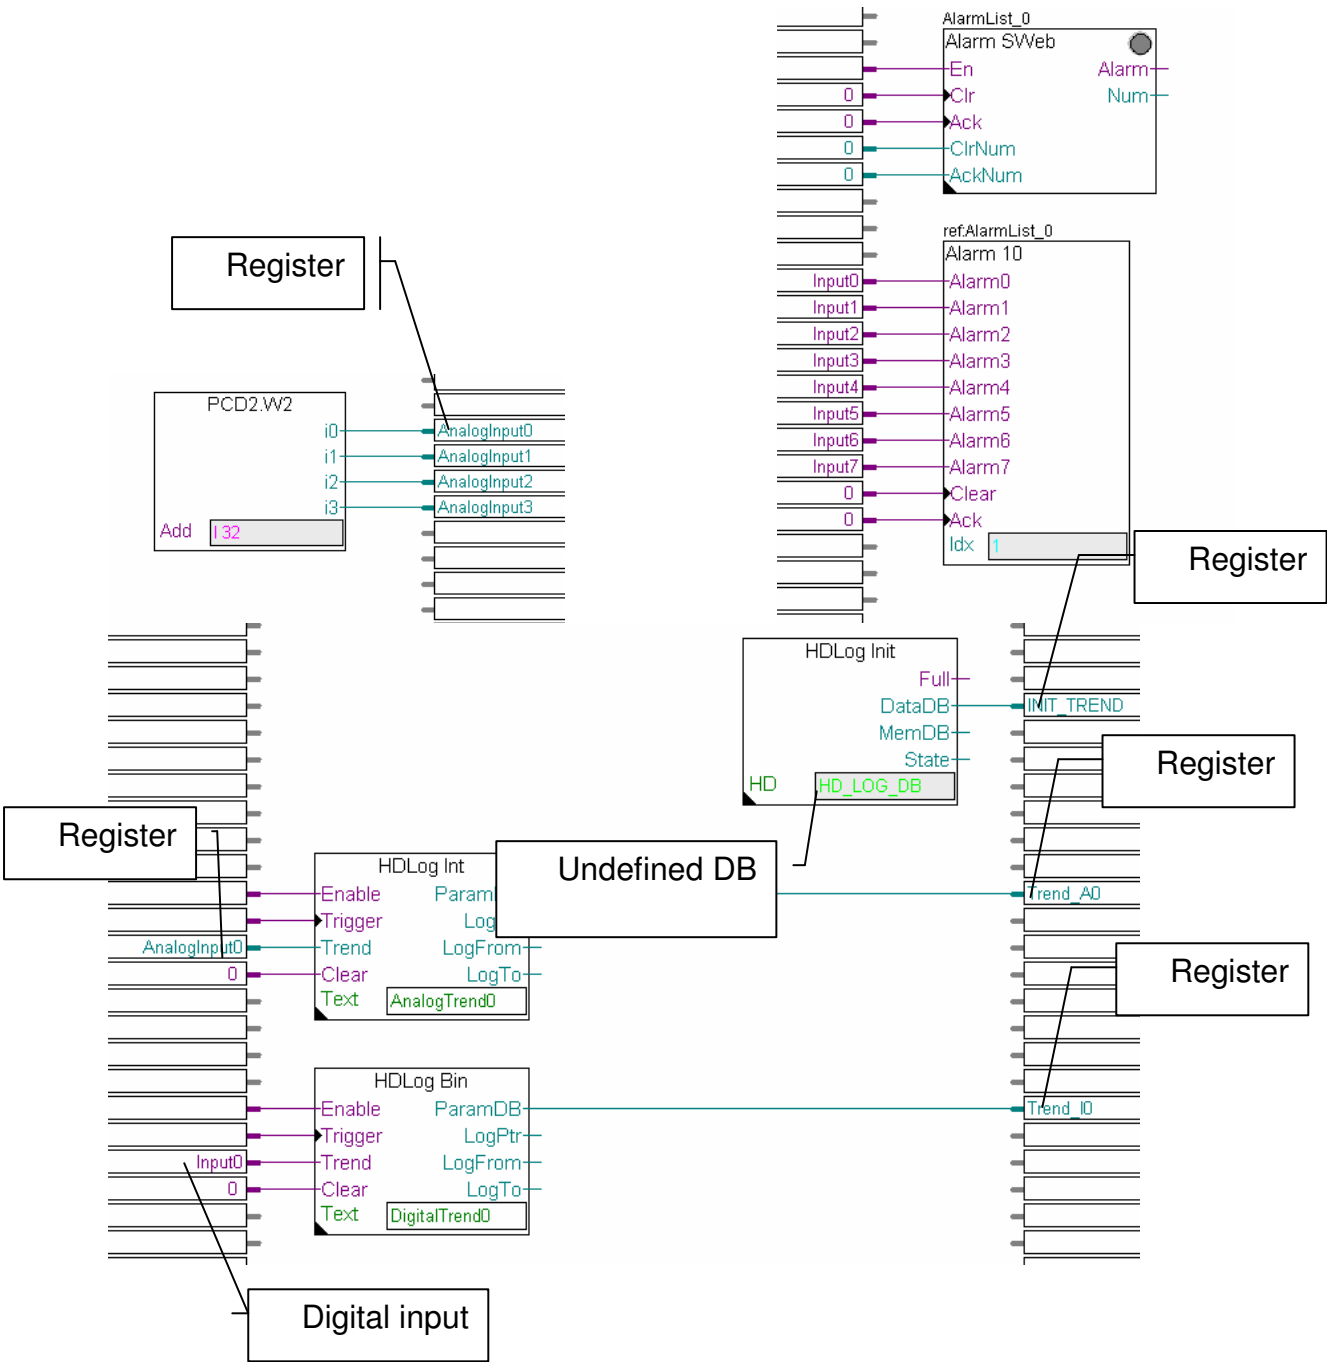 AlarmList_0
Alarm SWeb
En Alarm
0 Clr Num
0 Ack
0 ClrNum
0 AckNum
ref:AlarmList_0
Alarm 10
Input0 Alarm0
Input1 Alarm1
Input2 Alarm2
Input3 Alarm3
Input4 Alarm4
Input5 Alarm5
Input6 Alarm6
Input7 Alarm7
0 Clear
0 Ack
Idx 1
Register
Register
PCD2.W2
i0 AnalogInput0
i1 AnalogInput1
i2 AnalogInput2
i3 AnalogInput3
Add I 32
HDLog Init
Full
DataDB INIT_TREND
MemDB
State
HD HD_LOG_DB
Register
Register
Undefined DB
HDLog Int
Enable Param Trend_A0
Trigger Log
AnalogInput0 Trend LogFrom
0 Clear LogTo
Text AnalogTrend0
Register
HDLog Bin
Enable ParamDB Trend_I0
Trigger LogPtr
Input0 Trend LogFrom
0 Clear LogTo
Text DigitalTrend0
Digital input